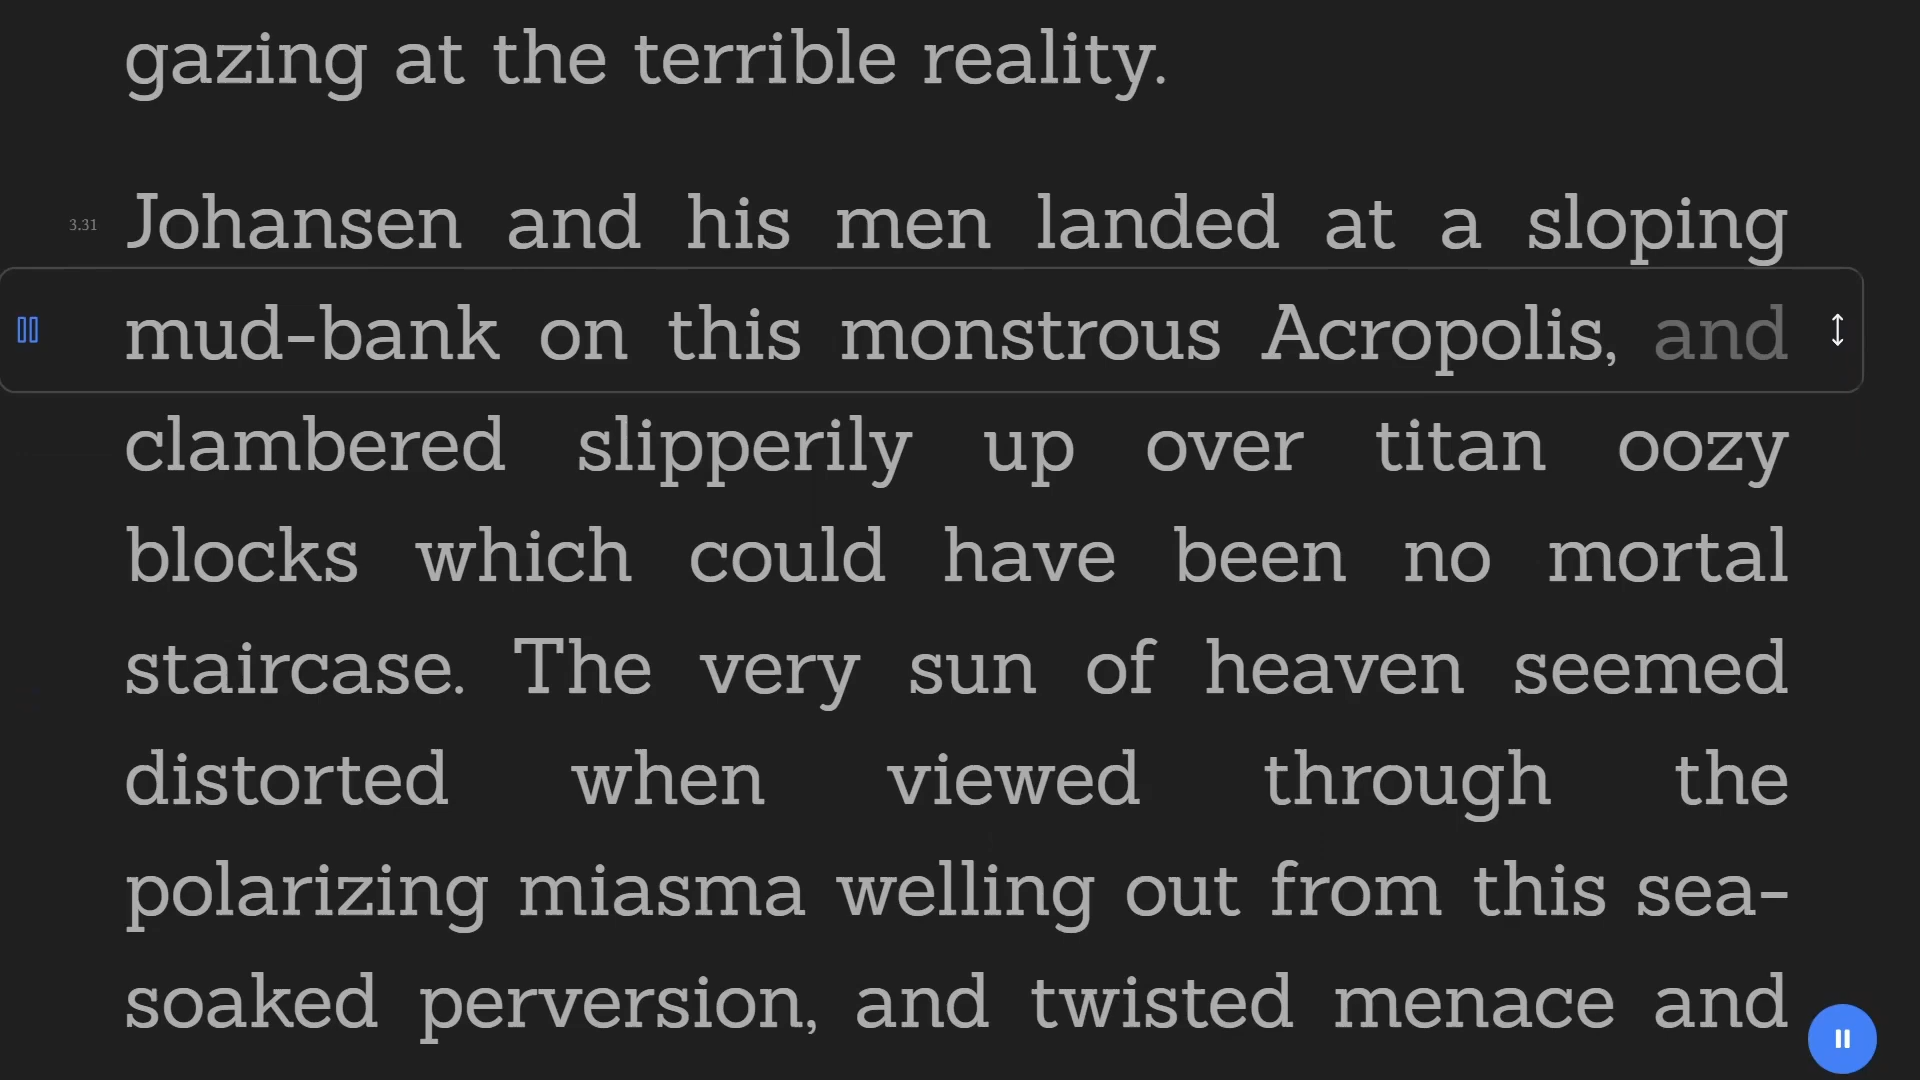 gazing at the terrible reality.
3.31
Johansen and his men landed at a sloping
mud-bank on this monstrous Acropolis, and
clambered slipperily up over titan oozy
blocks which could have been no mortal
staircase. The very sun of heaven seemed
distorted when viewed through the
polarizing miasma welling out from this sea-
soaked perversion, and twisted menace and